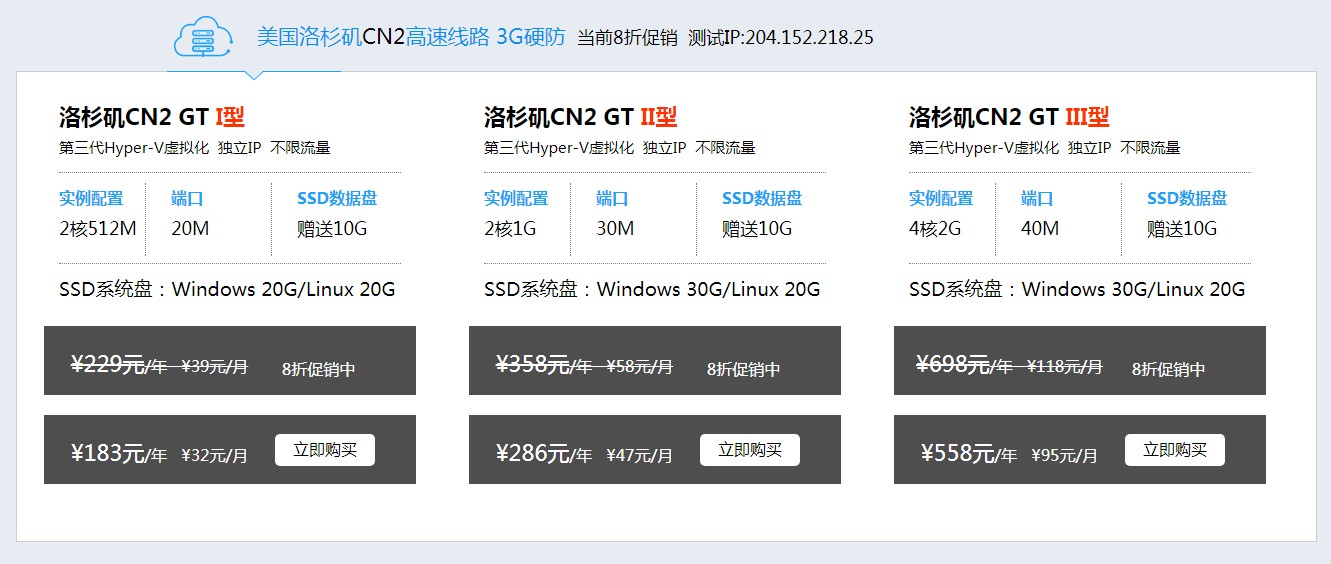 美国洛杉矶CN2高速线路 3G硬防 当前8折促销 测试IP:204.152.218.25
洛杉矶CN2 GT I型
第三代Hyper-V虚拟化 独立IP 不限流量
实例配置 端口 SSD数据盘
2核512M 20M 赠送10G
SSD系统盘：Windows 20G/Linux 20G
¥229元/年 ¥39元/月 8折促销中
¥183元/年 ¥32元/月 立即购买
洛杉矶CN2 GT II型
第三代Hyper-V虚拟化 独立IP 不限流量
实例配置 端口 SSD数据盘
2核1G 30M 赠送10G
SSD系统盘：Windows 30G/Linux 20G
¥358元/年 ¥58元/月 8折促销中
¥286元/年 ¥47元/月 立即购买
洛杉矶CN2 GT III型
第三代Hyper-V虚拟化 独立IP 不限流量
实例配置 端口 SSD数据盘
4核2G 40M 赠送10G
SSD系统盘：Windows 30G/Linux 20G
¥698元/年 ¥118元/月 8折促销中
¥558元/年 ¥95元/月 立即购买